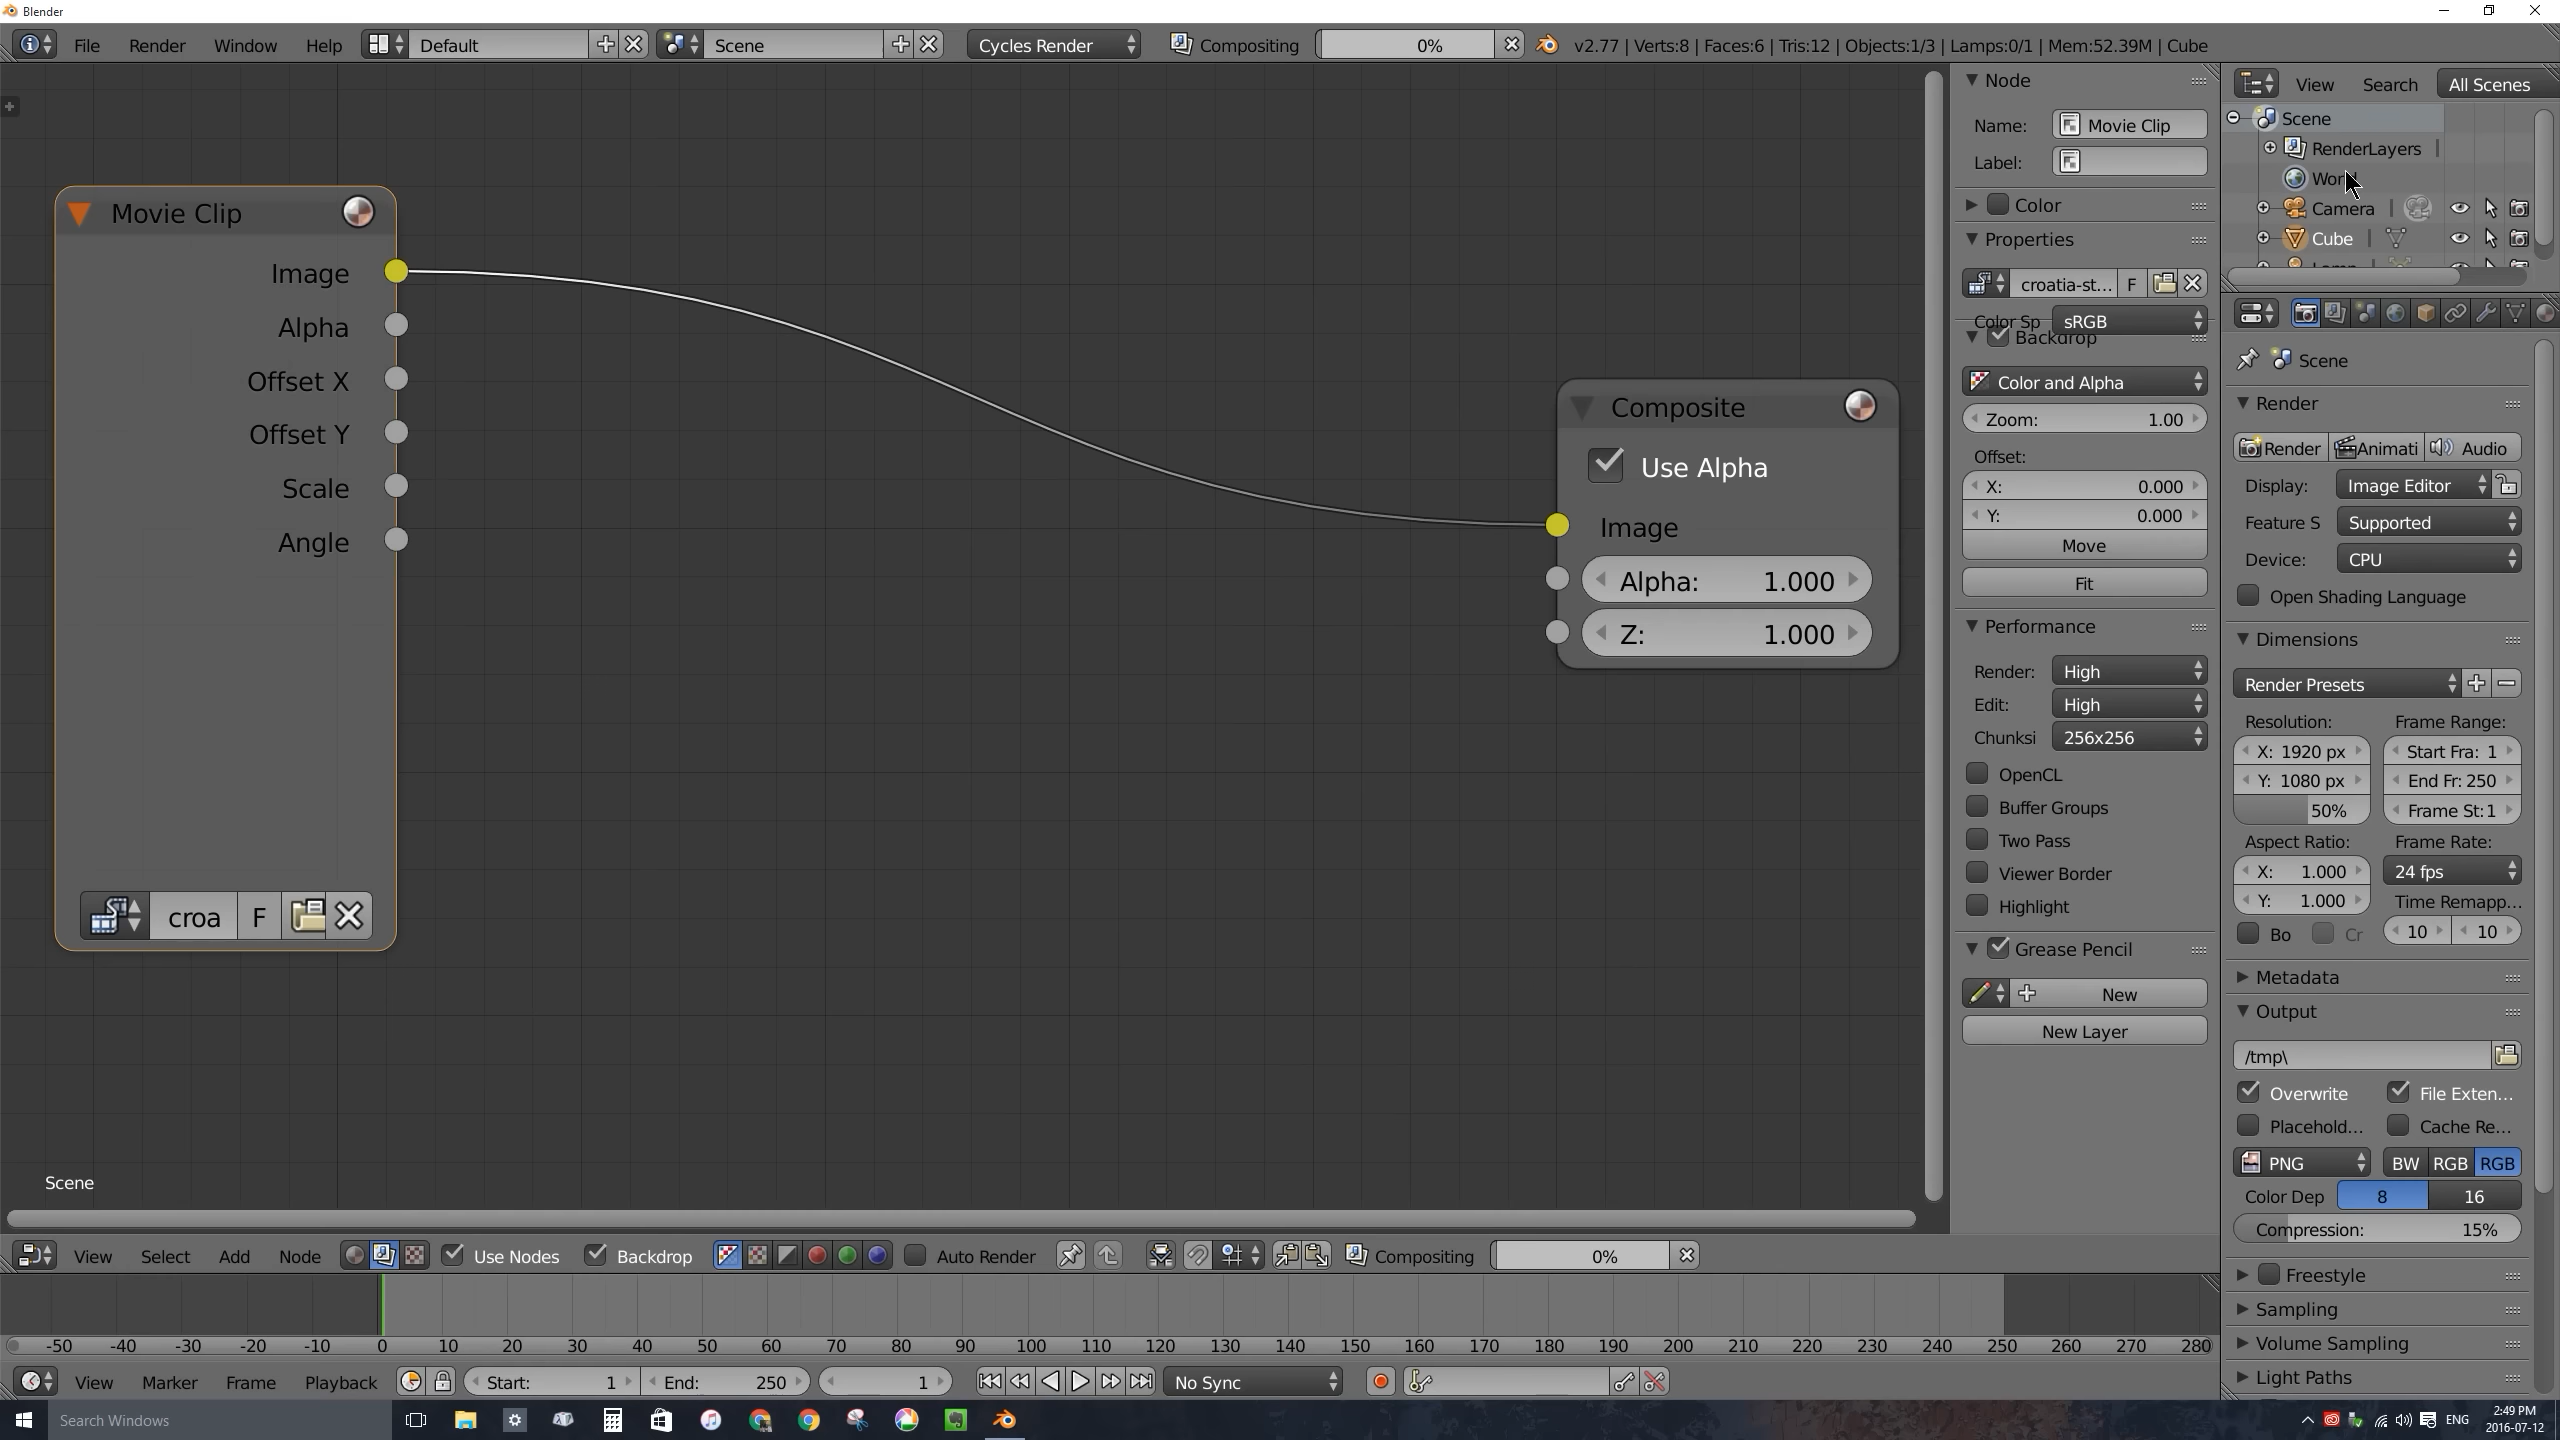 Blender
File Render Window Help Default Scene Cycles Render Compositing 0% v2.77 | Verts:8 | Faces:6 | Tris:12 | Objects:1/3 | Lamps:0/1 | Mem:52.39M | Cube
Movie Clip
Image
Alpha
Offset X
Offset Y
Scale
Angle
croa F
Composite
Use Alpha
Image
Alpha: 1.000
Z: 1.000
Scene
Node
Name: Movie Clip
Label:
Color
Properties
croatia-st... F
Color Sp sRGB
Backdrop
Color and Alpha
Zoom: 1.00
Offset:
X: 0.000
Y: 0.000
Move
Fit
Performance
Render: High
Edit: High
Chunksi 256x256
OpenCL
Buffer Groups
Two Pass
Viewer Border
Highlight
Grease Pencil
New
New Layer
View Search All Scenes
Scene
RenderLayers
Camera
Cube
Scene
Render
Render Animati Audio
Display: Image Editor
Feature S Supported
Device: CPU
Open Shading Language
Dimensions
Render Presets
Resolution: Frame Range:
X: 1920 px Start Fra: 1
Y: 1080 px End Fr: 250
50% Frame St:1
Aspect Ratio: Frame Rate:
X: 1.000 24 fps
Y: 1.000 Time Remapp...
Bo Cr 10 10
Metadata
Output
/tmp\
Overwrite File Exten...
Placehold... Cache Re...
PNG BW RGB RGB
Color Dep 8 16
Compression: 15%
Freestyle
Sampling
Volume Sampling
Light Paths
View Select Add Node Use Nodes Backdrop Auto Render Compositing 0%
-50 -40 -30 -20 -10 0 10 20 30 40 50 60 70 80 90 100 110 120 130 140 150 160 170 180 190 200 210 220 230 240 250 260 270 280
View Marker Frame Playback Start: 1 End: 250 1 No Sync
Search Windows
ENG
2:49 PM
2016-07-12